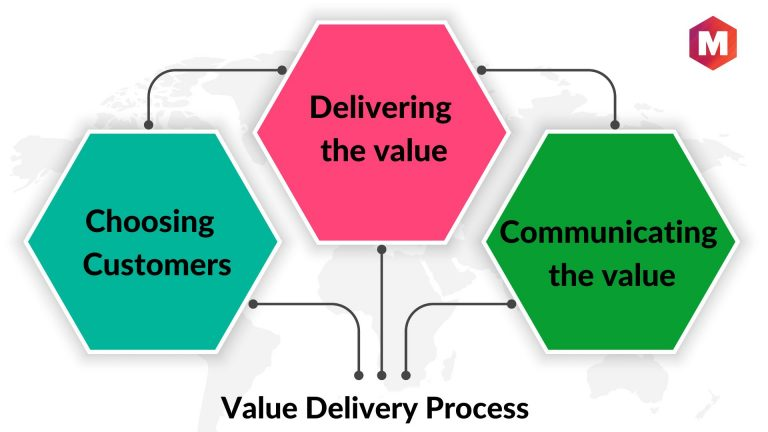 M
Delivering
the value
Choosing
Customers
Communicating
the value
Value Delivery Process